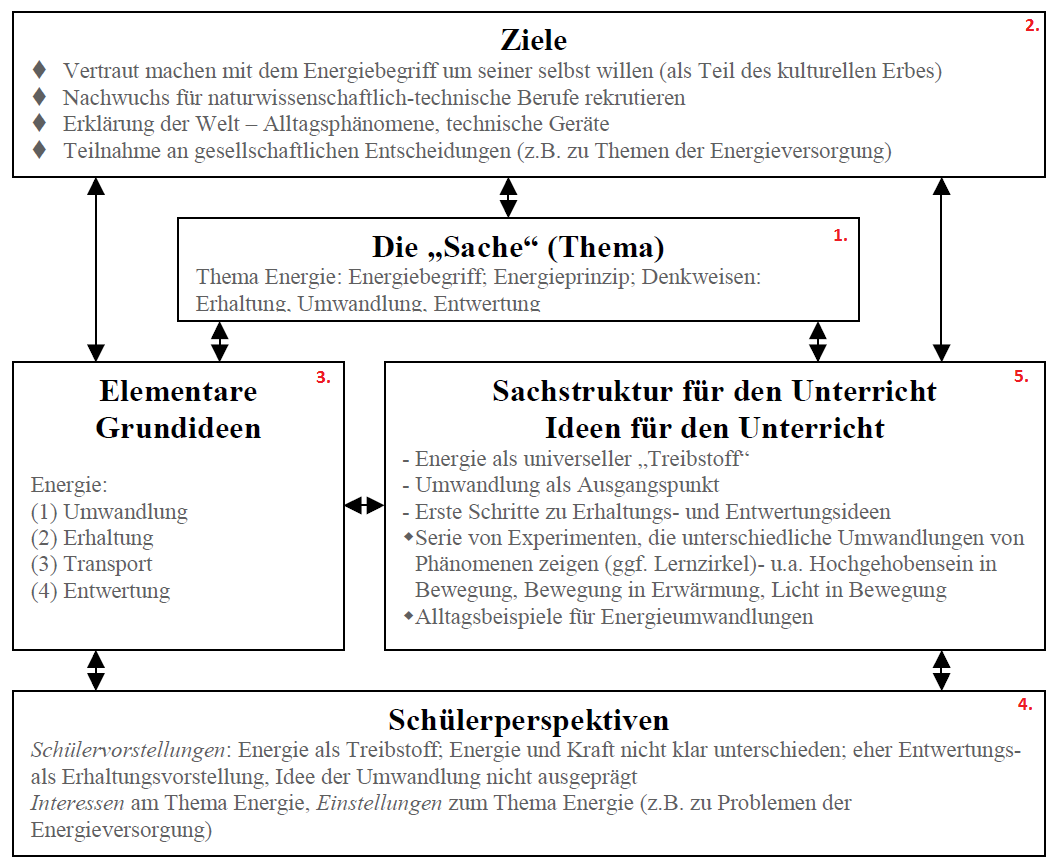 2.
Ziele
♦ Vertraut machen mit dem Energiebegriff um seiner selbst willen (als Teil des kulturellen Erbes)
♦ Nachwuchs für naturwissenschaftlich-technische Berufe rekrutieren
♦ Erklärung der Welt – Alltagsphänomene, technische Geräte
♦ Teilnahme an gesellschaftlichen Entscheidungen (z.B. zu Themen der Energieversorgung)
1.
Die „Sache“ (Thema)
Thema Energie: Energiebegriff; Energieprinzip; Denkweisen:
Erhaltung, Umwandlung, Entwertung
3.
Elementare
Grundideen
Energie:
(1) Umwandlung
(2) Erhaltung
(3) Transport
(4) Entwertung
5.
Sachstruktur für den Unterricht
Ideen für den Unterricht
- Energie als universeller „Treibstoff“
- Umwandlung als Ausgangspunkt
- Erste Schritte zu Erhaltungs- und Entwertungsideen
♦Serie von Experimenten, die unterschiedliche Umwandlungen von
Phänomenen zeigen (ggf. Lernzirkel)- u.a. Hochgehobensein in
Bewegung, Bewegung in Erwärmung, Licht in Bewegung
♦Alltagsbeispiele für Energieumwandlungen
4.
Schülerperspektiven
Schülervorstellungen: Energie als Treibstoff; Energie und Kraft nicht klar unterschieden; eher Entwertungs-
als Erhaltungsvorstellung, Idee der Umwandlung nicht ausgeprägt
Interessen am Thema Energie, Einstellungen zum Thema Energie (z.B. zu Problemen der
Energieversorgung)